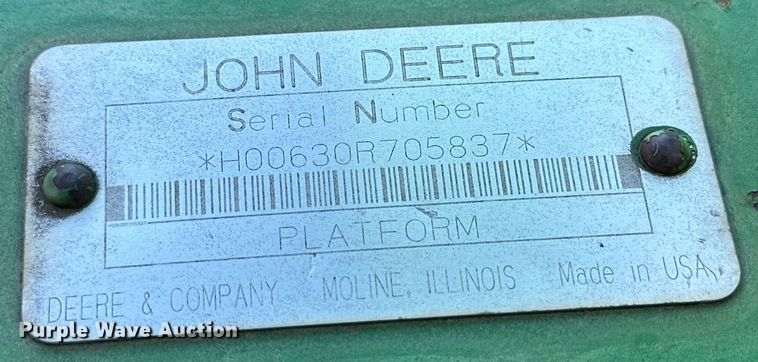 JOHN DEERE
Serial Number
*H00630R705837*
PLATFORM
DEERE & COMPANY MOLINE, ILLINOIS Made in USA
Purple Wave Auction